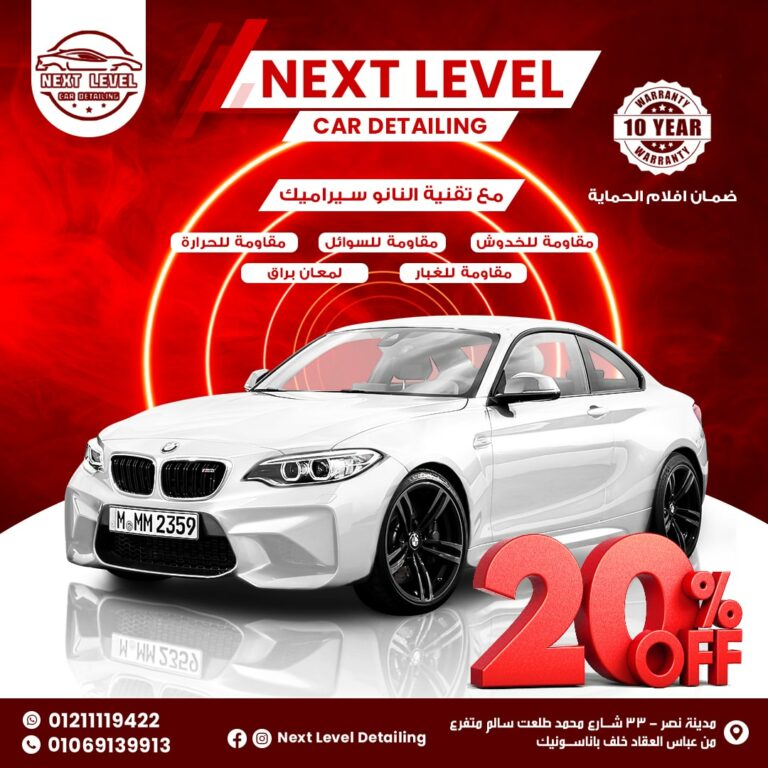 NEXT LEVEL
CAR DETAILING
NEXT LEVEL
CAR DETAILING
WARRANTY
10 YEAR
WARRANTY
ضمان افلام الحماية
مع تقنية النانو سيراميك
مقاومة للخدوش
مقاومة للسوائل
مقاومة للحرارة
مقاومة للغبار
لمعان براق
M MM 2359
M MM 2359
20%
OFF
01211119422
01069139913
Next Level Detailing
مدينة نصر - ٣٣ شارع محمد طلعت سالم متفرع
من عباس العقاد خلف باناسونيك